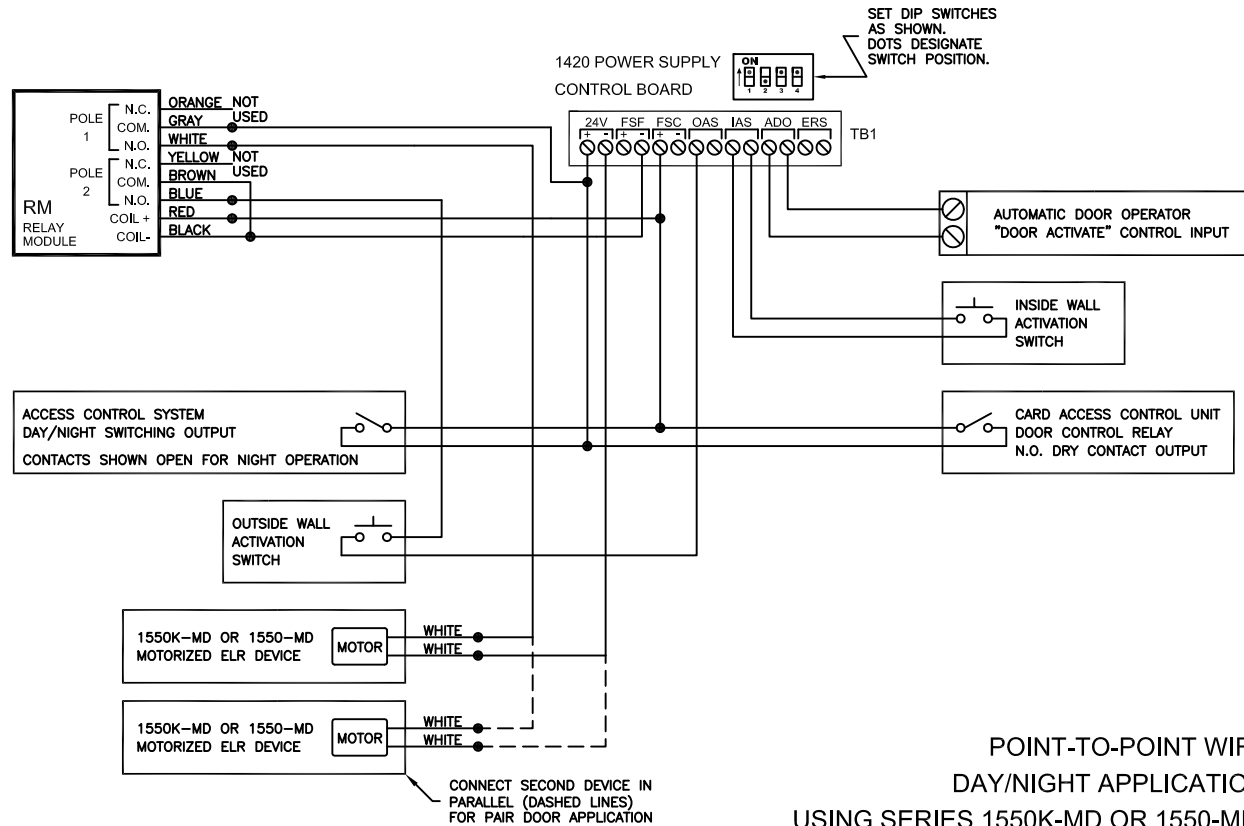 SET DIP SWITCHES
AS SHOWN.
DOTS DESIGNATE
SWITCH POSITION.
1420 POWER SUPPLY
CONTROL BOARD
ON
1 2 3 4
24V FSF FSC OAS IAS ADO ERS
+ - + - + -
TB1
POLE
1
N.C.
COM.
N.O.
POLE
2
N.C.
COM.
N.O.
COIL +
COIL-
RM
RELAY
MODULE
ORANGE NOT
USED
GRAY
WHITE
YELLOW NOT
USED
BROWN
BLUE
RED
BLACK
AUTOMATIC DOOR OPERATOR
"DOOR ACTIVATE" CONTROL INPUT
INSIDE WALL
ACTIVATION
SWITCH
ACCESS CONTROL SYSTEM
DAY/NIGHT SWITCHING OUTPUT
CONTACTS SHOWN OPEN FOR NIGHT OPERATION
CARD ACCESS CONTROL UNIT
DOOR CONTROL RELAY
N.O. DRY CONTACT OUTPUT
OUTSIDE WALL
ACTIVATION
SWITCH
1550K-MD OR 1550-MD
MOTORIZED ELR DEVICE
MOTOR
WHITE
WHITE
1550K-MD OR 1550-MD
MOTORIZED ELR DEVICE
MOTOR
WHITE
WHITE
CONNECT SECOND DEVICE IN
PARALLEL (DASHED LINES)
FOR PAIR DOOR APPLICATION
POINT-TO-POINT
DAY/NIGHT
USING SERIES 1550K-MD OR